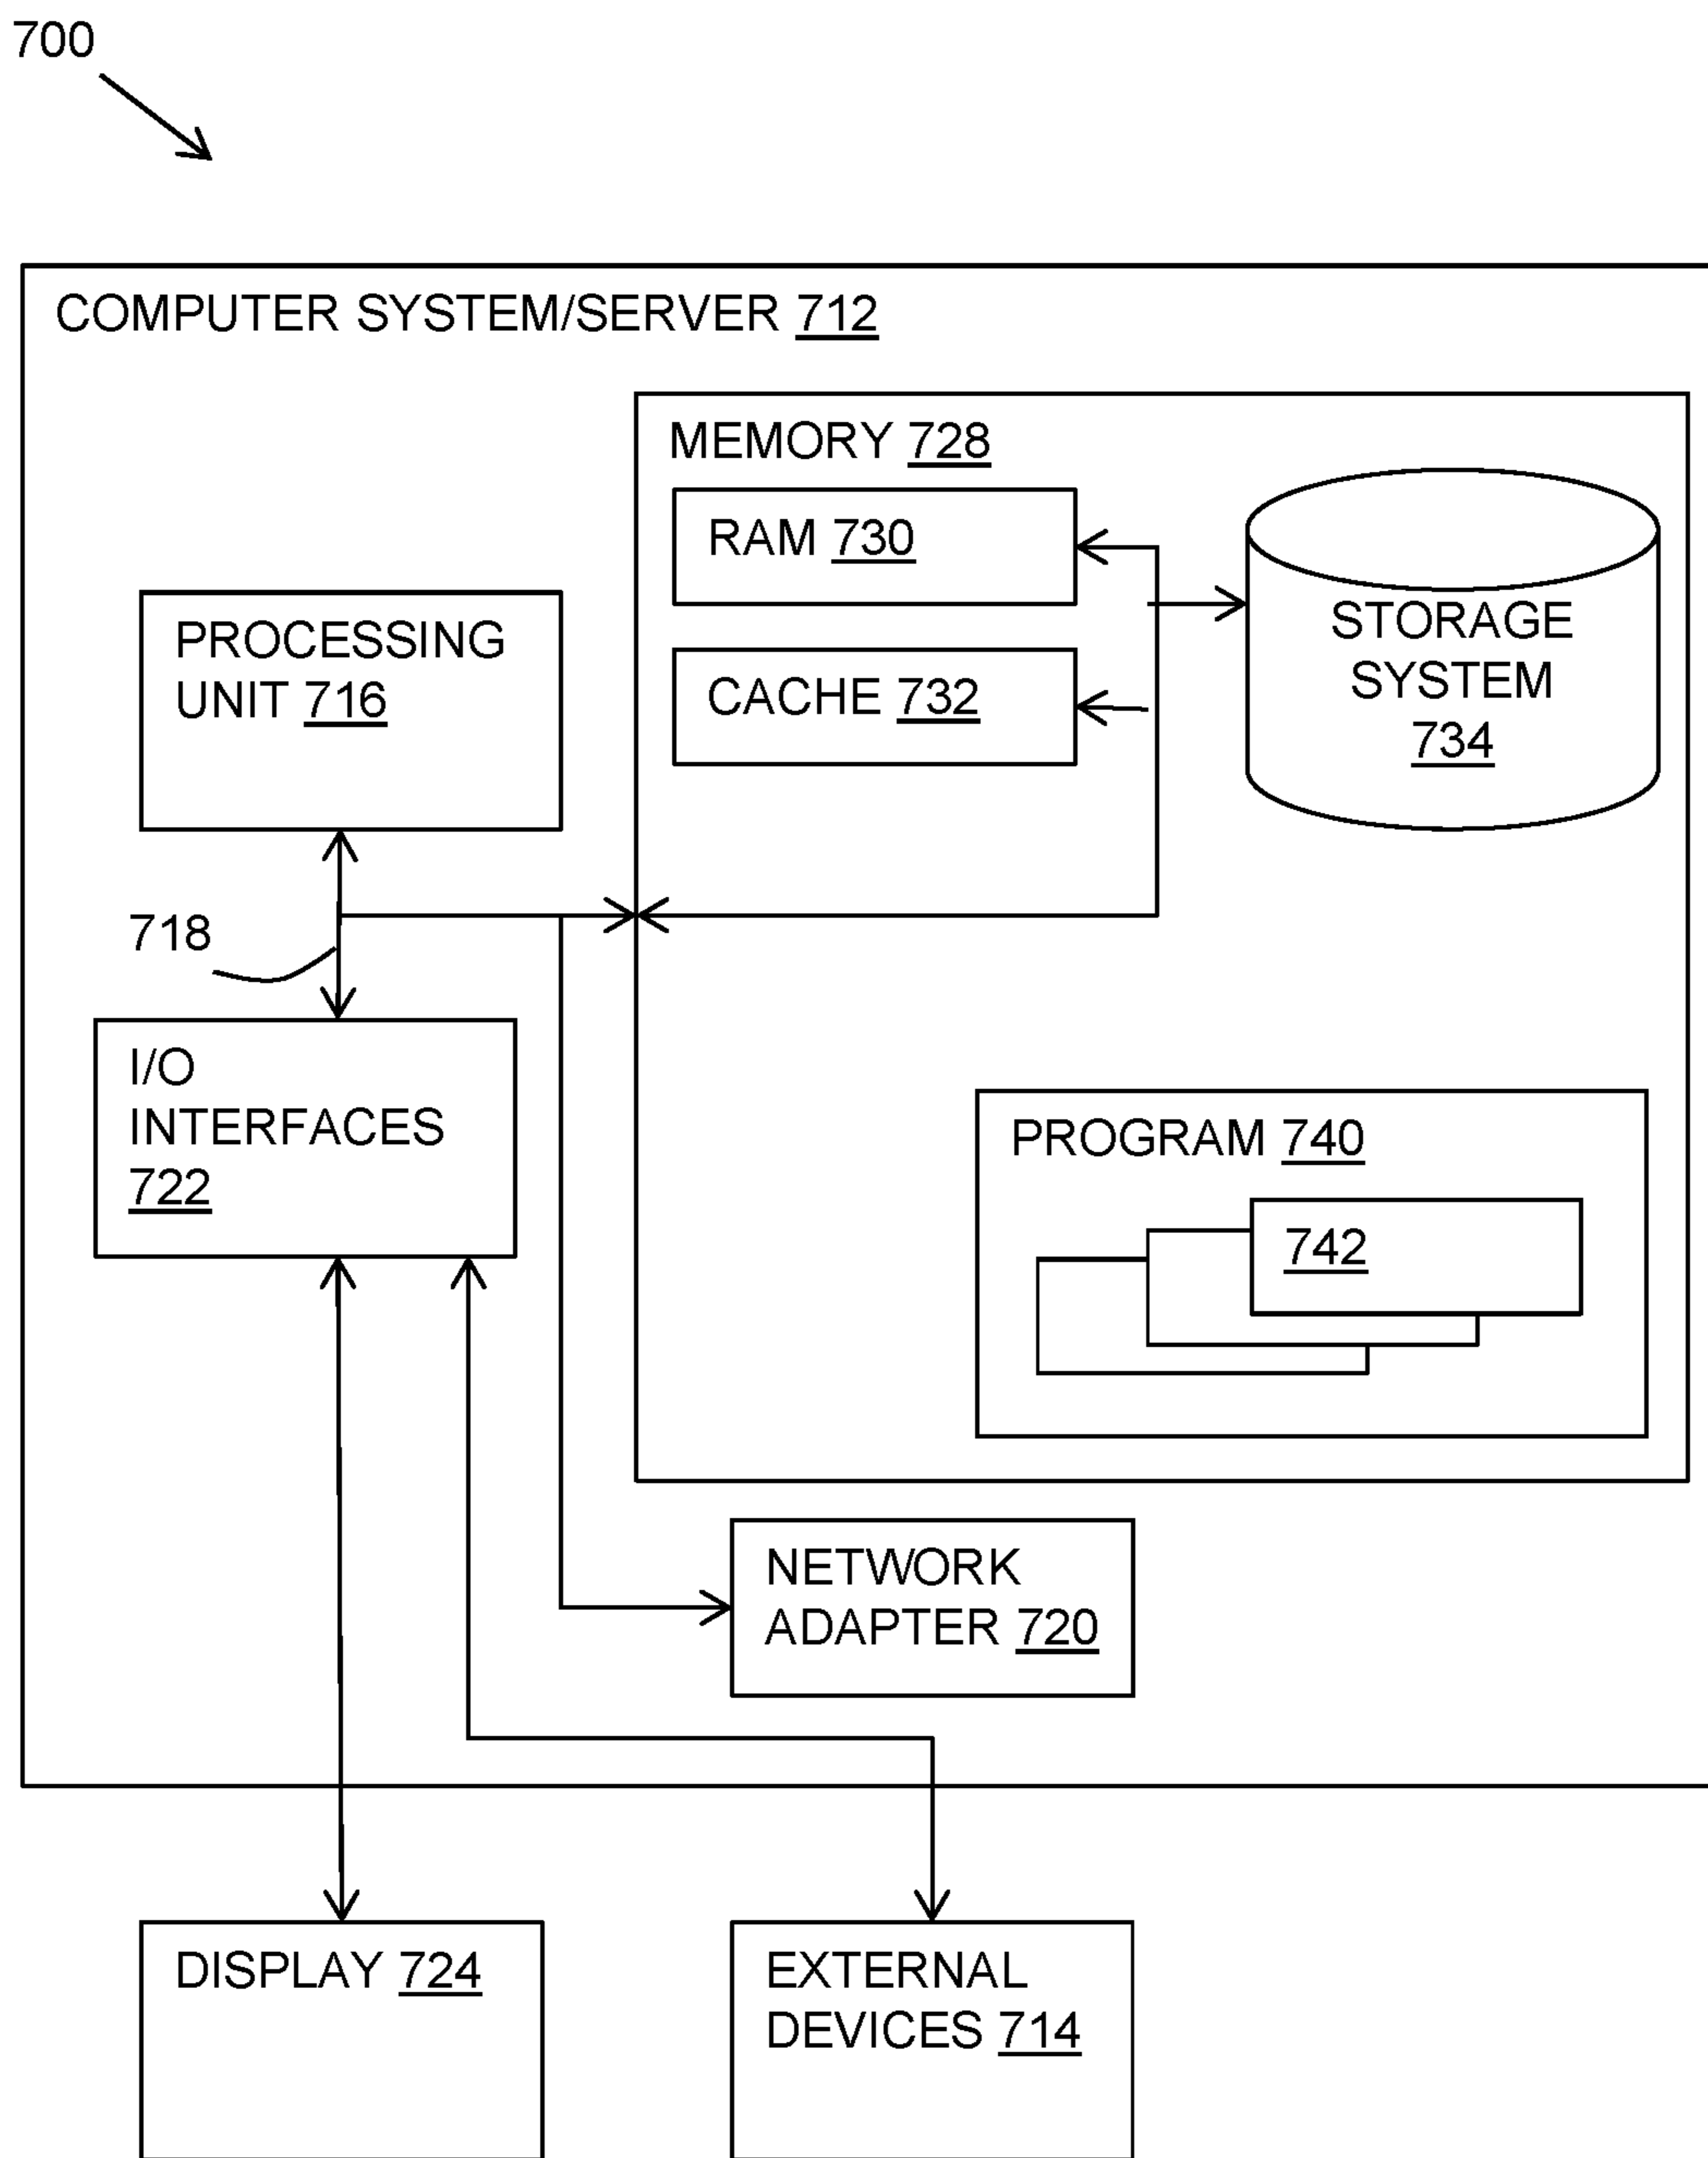 700
COMPUTER SYSTEM/SERVER 712
MEMORY 728
RAM 730
CACHE 732
STORAGE
SYSTEM
734
PROCESSING
UNIT 716
718
I/O
INTERFACES
722
PROGRAM 740
742
NETWORK
ADAPTER 720
DISPLAY 724
EXTERNAL
DEVICES 714